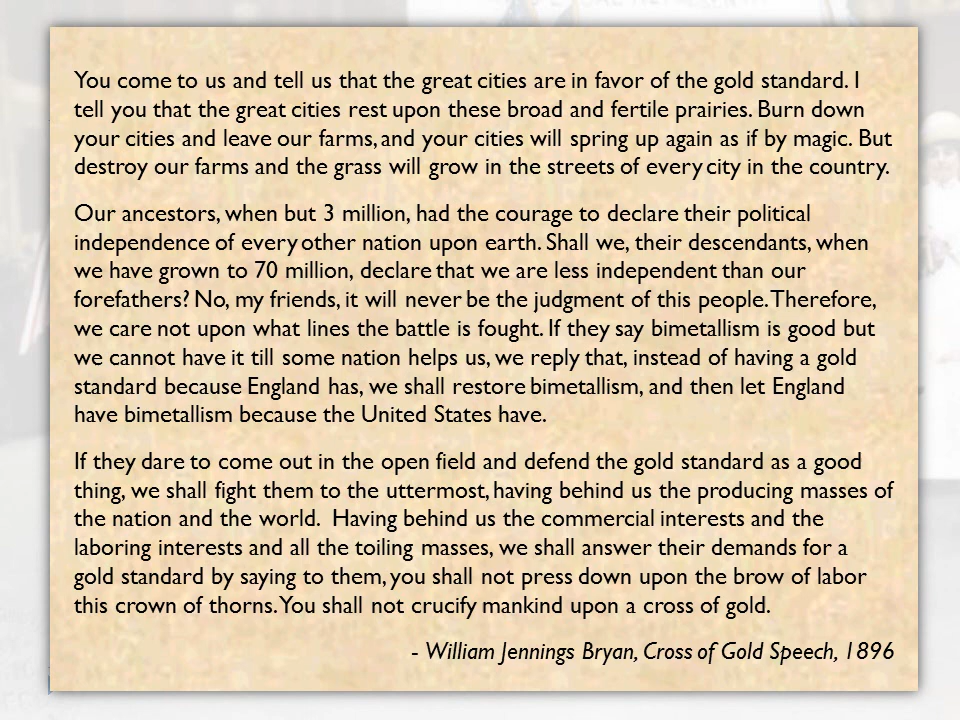 You come to us and tell us that the great cities are in favor of the gold standard. I
tell you that the great cities rest upon these broad and fertile prairies. Burn down
your cities and leave our farms, and your cities will spring up again as if by magic. But
destroy our farms and the grass will grow in the streets of every city in the country.
Our ancestors, when but 3 million, had the courage to declare their political
independence of every other nation upon earth. Shall we, their descendants, when
we have grown to 70 million, declare that we are less independent than our
forefathers? No, my friends, it will never be the judgment of this people. Therefore,
we care not upon what lines the battle is fought. If they say bimetallism is good but
we cannot have it till some nation helps us, we reply that, instead of having a gold
standard because England has, we shall restore bimetallism, and then let England
have bimetallism because the United States have.
If they dare to come out in the open field and defend the gold standard as a good
thing, we shall fight them to the uttermost, having behind us the producing masses of
the nation and the world. Having behind us the commercial interests and the
laboring interests and all the toiling masses, we shall answer their demands for a
gold standard by saying to them, you shall not press down upon the brow of labor
this crown of thorns. You shall not crucify mankind upon a cross of gold.
- William Jennings Bryan, Cross of Gold Speech, 1896